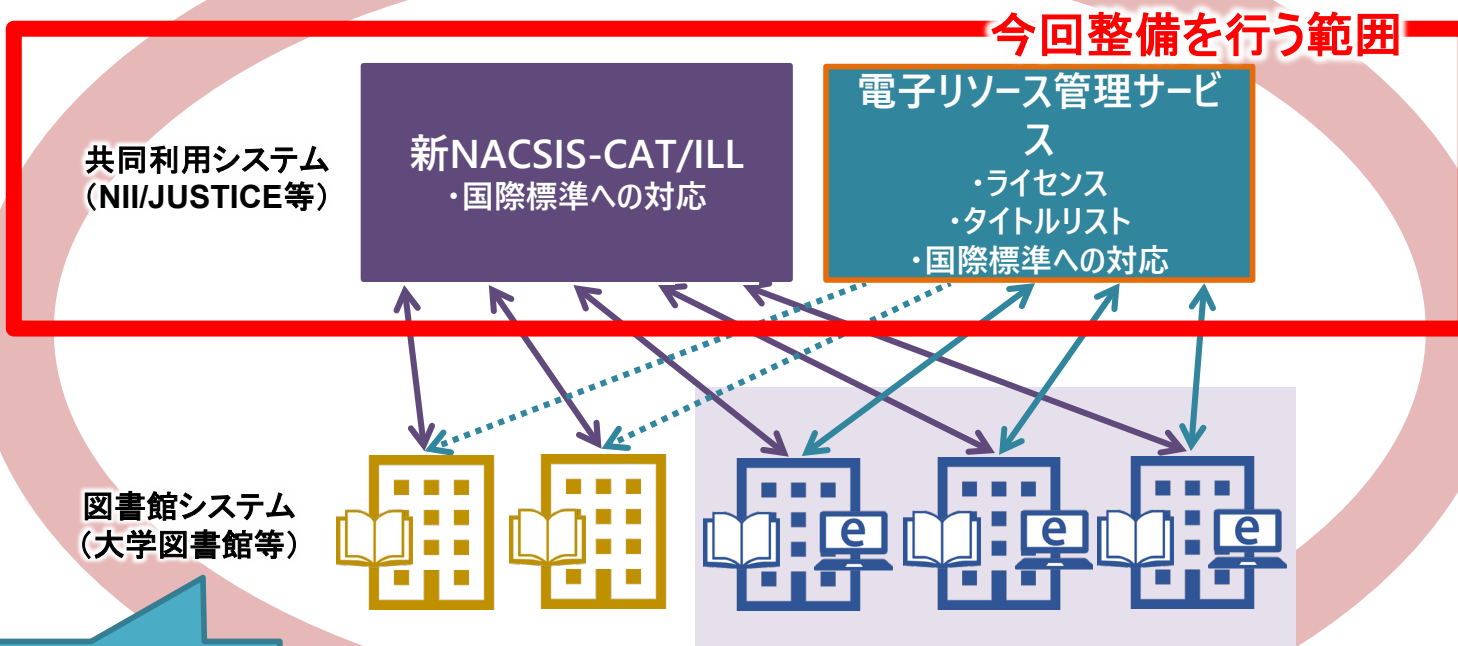 今回整備を行う範囲
共同利用システム
（NII/JUSTICE等）
新NACSIS-CAT/ILL
・国際標準への対応
電子リソース管理サービ
ス
・ライセンス
・タイトルリスト
・国際標準への対応
図書館システム
（大学図書館等）
e
e
e